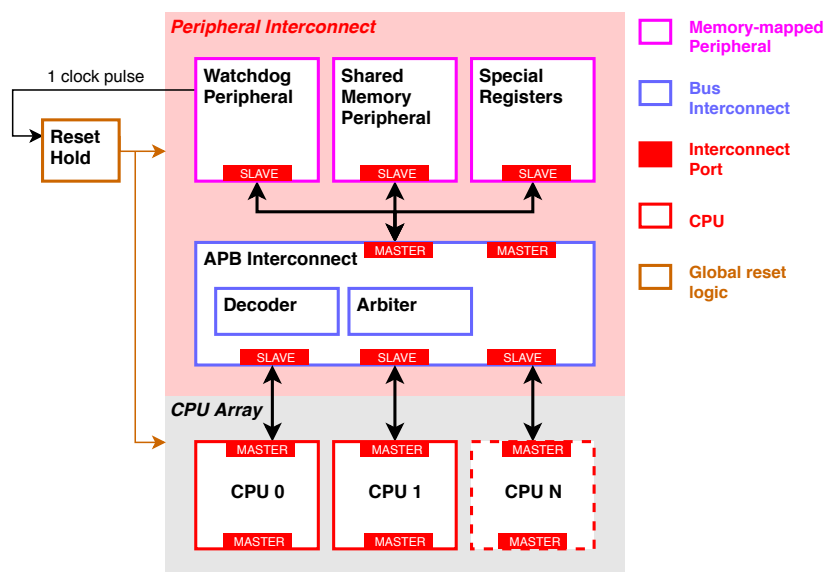 Peripheral Interconnect
1 clock pulse
Reset
Hold
Watchdog
Peripheral
SLAVE
Shared
Memory
Peripheral
SLAVE
Special
Registers
SLAVE
MASTER
MASTER
APB Interconnect
Decoder
Arbiter
SLAVE
SLAVE
SLAVE
CPU Array
MASTER
CPU 0
MASTER
MASTER
CPU 1
MASTER
MASTER
CPU N
MASTER
Memory-mapped
Peripheral
Bus
Interconnect
Interconnect
Port
CPU
Global reset
logic